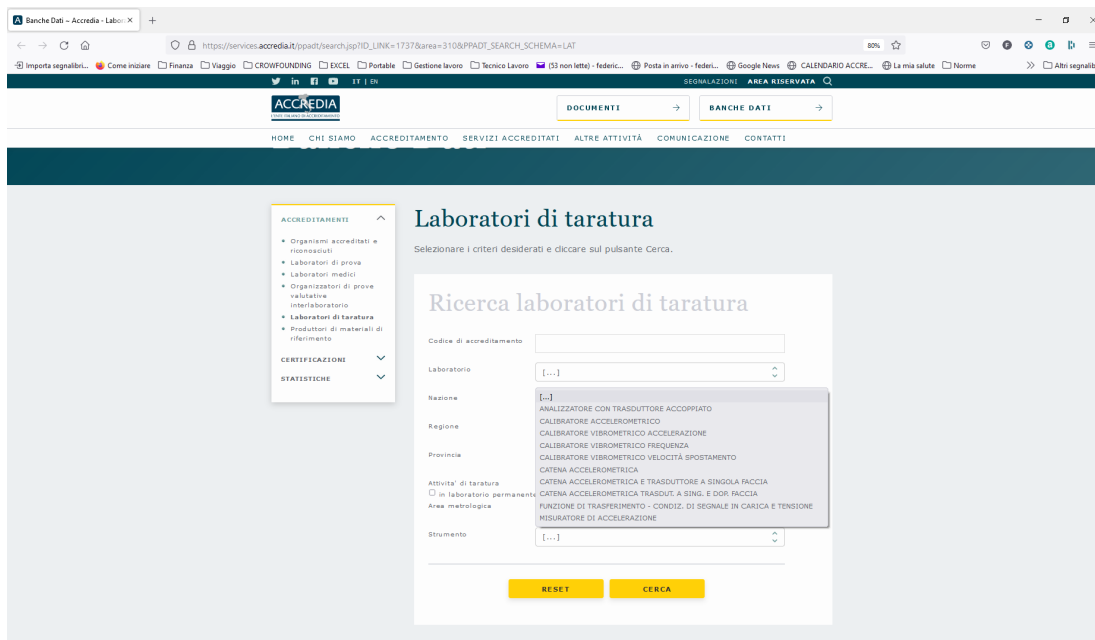 Banche Dati – Accredia - Labor
https://services.accredia.it/ppadt/search.jsp?ID_LINK=1737&area=310&PPADT_SEARCH_SCHEMA=LAT
80%
Importa segnalibri... Come iniziare Finanza Viaggio CROWFOUNDING EXCEL Portable Gestione lavoro Tecnico Lavoro (53 non lette) - federic... Posta in arrivo - federi... Google News CALENDARIO ACCRE... La mia salute Norme Altri segnalib
IT | EN
SEGNALAZIONI AREA RISERVATA
ACCREDIA
L'ENTE ITALIANO DI ACCREDITAMENTO
DOCUMENTI →
BANCHE DATI →
HOME CHI SIAMO ACCREDITAMENTO SERVIZI ACCREDITATI ALTRE ATTIVITÀ COMUNICAZIONE CONTATTI
ACCREDITAMENTI
Organismi accreditati e
riconosciuti
Laboratori di prova
Laboratori medici
Organizzatori di prove
valutative
interlaboratorio
Laboratori di taratura
Produttori di materiali di
riferimento
CERTIFICAZIONI
STATISTICHE
Laboratori di taratura
Selezionare i criteri desiderati e cliccare sul pulsante Cerca.
Ricerca laboratori di taratura
Codice di accreditamento
Laboratorio
[...]
Nazione
Regione
Provincia
Attivita' di taratura
in laboratorio permanente
Area metrologica
[...]
ANALIZZATORE CON TRASDUTTORE ACCOPPIATO
CALIBRATORE ACCELEROMETRICO
CALIBRATORE VIBROMETRICO ACCELERAZIONE
CALIBRATORE VIBROMETRICO FREQUENZA
CALIBRATORE VIBROMETRICO VELOCITÀ SPOSTAMENTO
CATENA ACCELEROMETRICA
CATENA ACCELEROMETRICA E TRASDUTTORE A SINGOLA FACCIA
CATENA ACCELEROMETRICA TRASDUT. A SING. E DOP. FACCIA
FUNZIONE DI TRASFERIMENTO - CONDIZ. DI SEGNALE IN CARICA E TENSIONE
MISURATORE DI ACCELERAZIONE
Strumento
[...]
RESET
CERCA